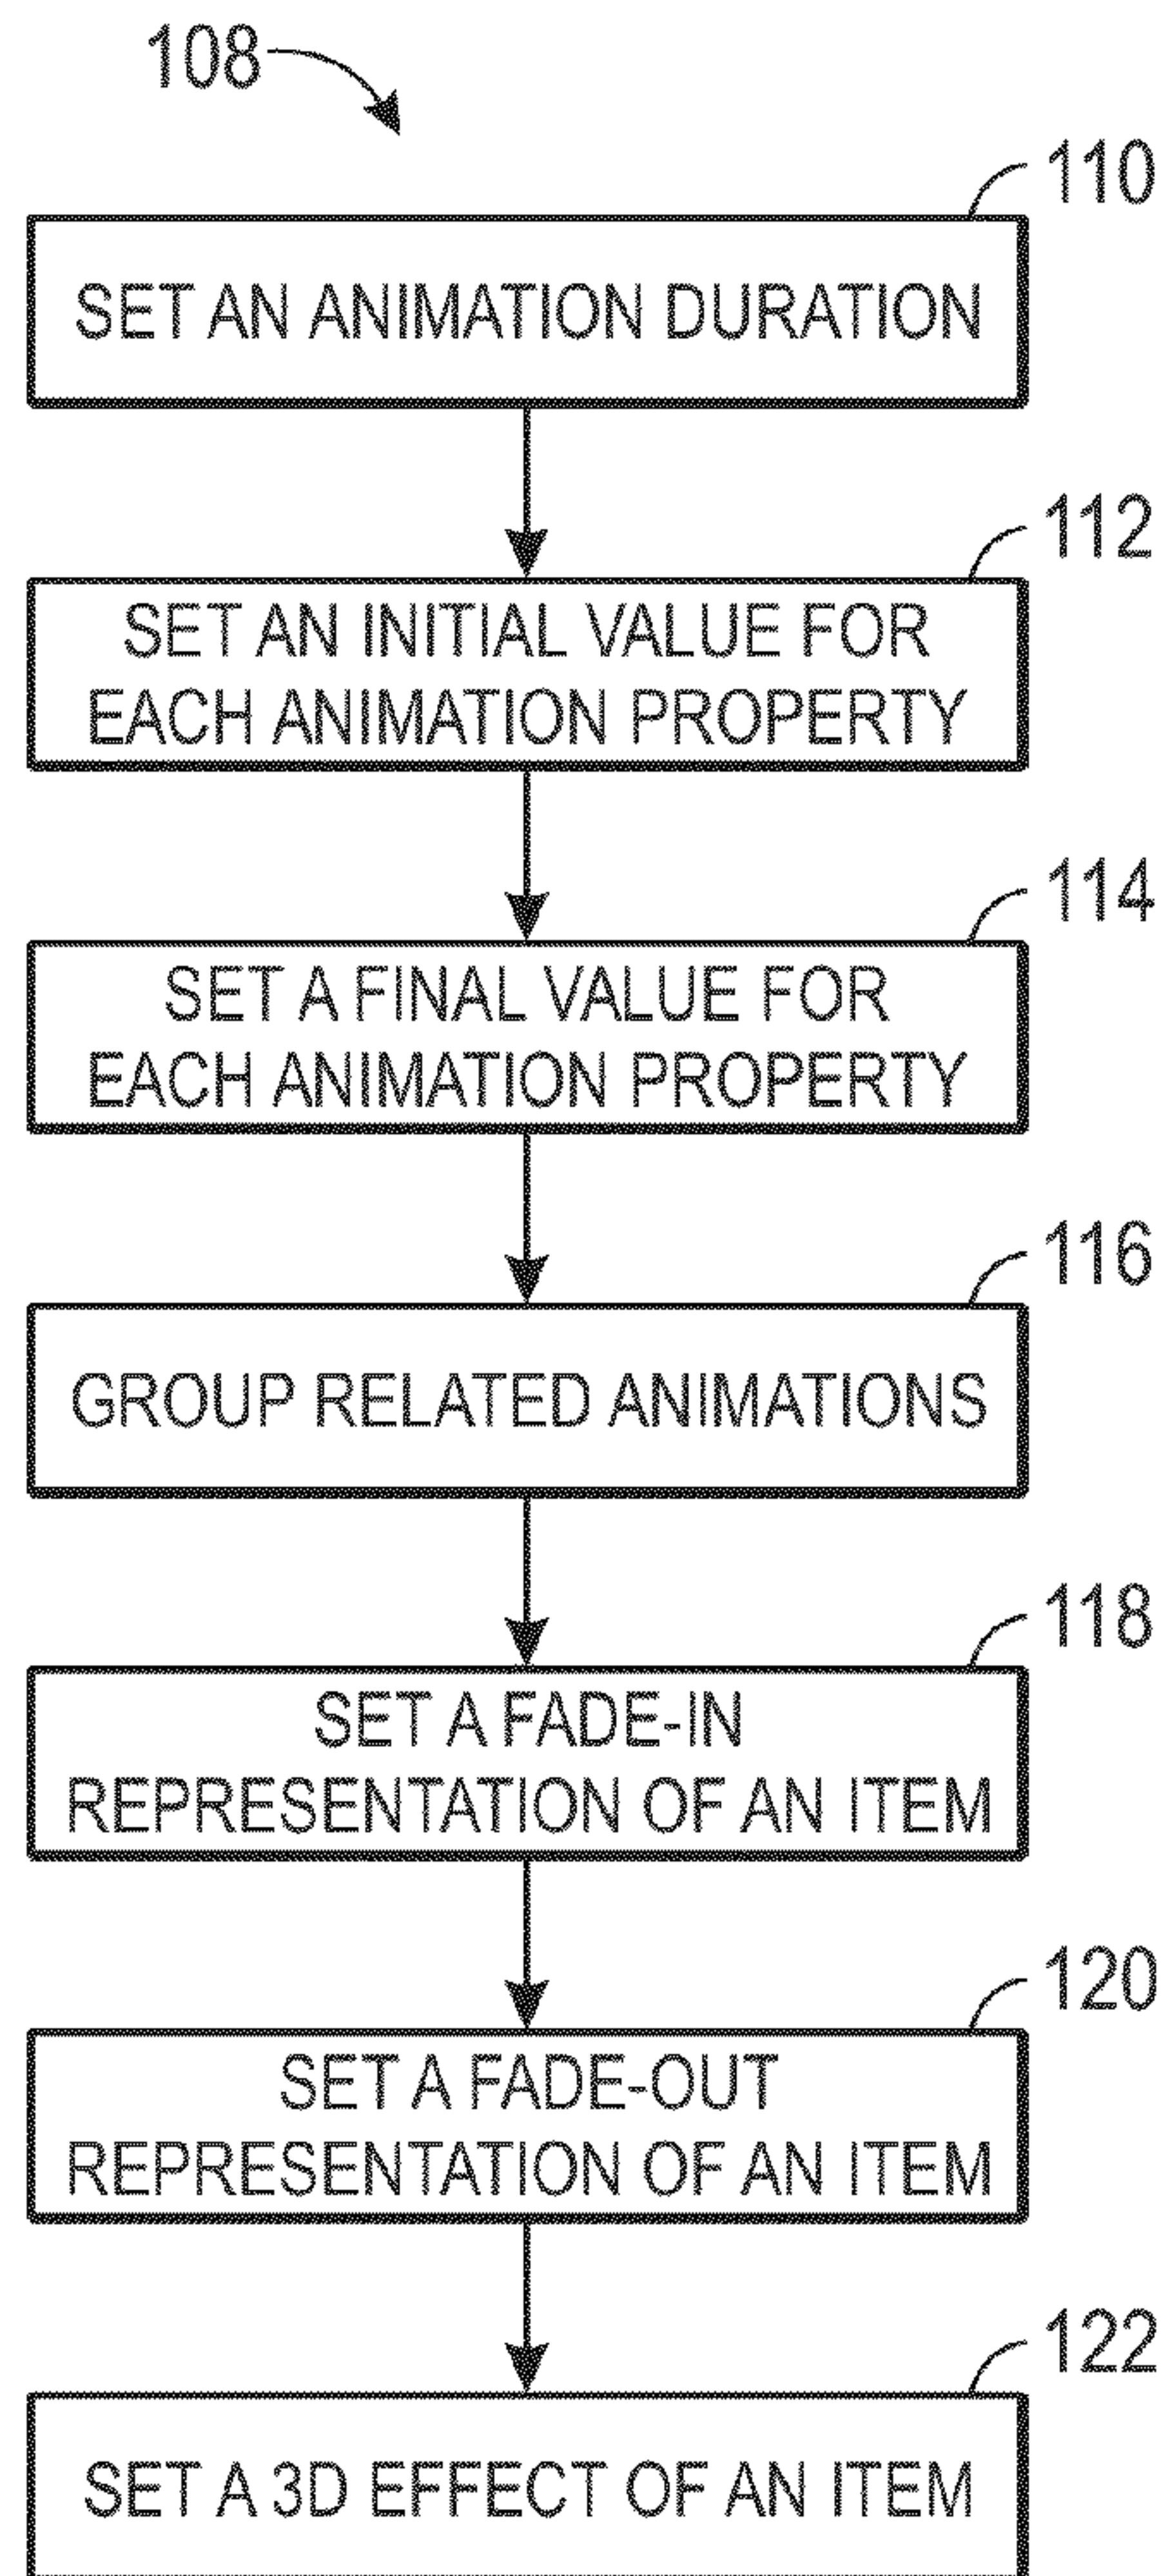 108
110
SET AN ANIMATION DURATION
112
SET AN INITIAL VALUE FOR
EACH ANIMATION PROPERTY
114
SET A FINAL VALUE FOR
EACH ANIMATION PROPERTY
116
GROUP RELATED ANIMATIONS
118
SET A FADE-IN
REPRESENTATION OF AN ITEM
120
SET A FADE-OUT
REPRESENTATION OF AN ITEM
122
SET A 3D EFFECT OF AN ITEM